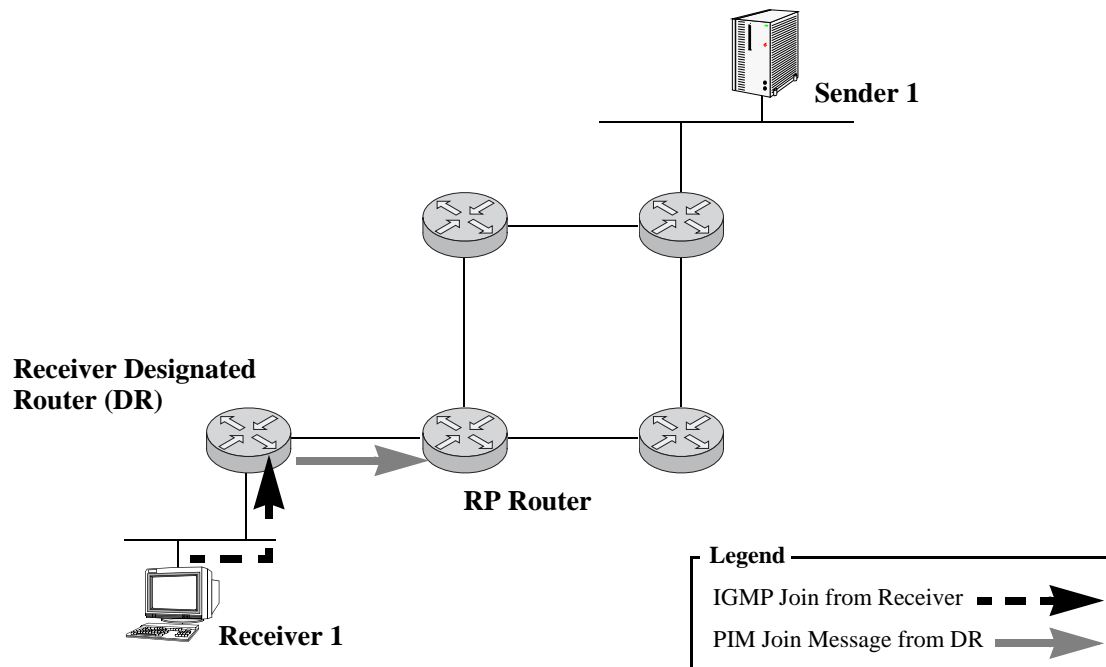 Sender 1
Receiver Designated
Router (DR)
RP Router
Receiver 1
Legend
IGMP Join from Receiver
PIM Join Message from DR